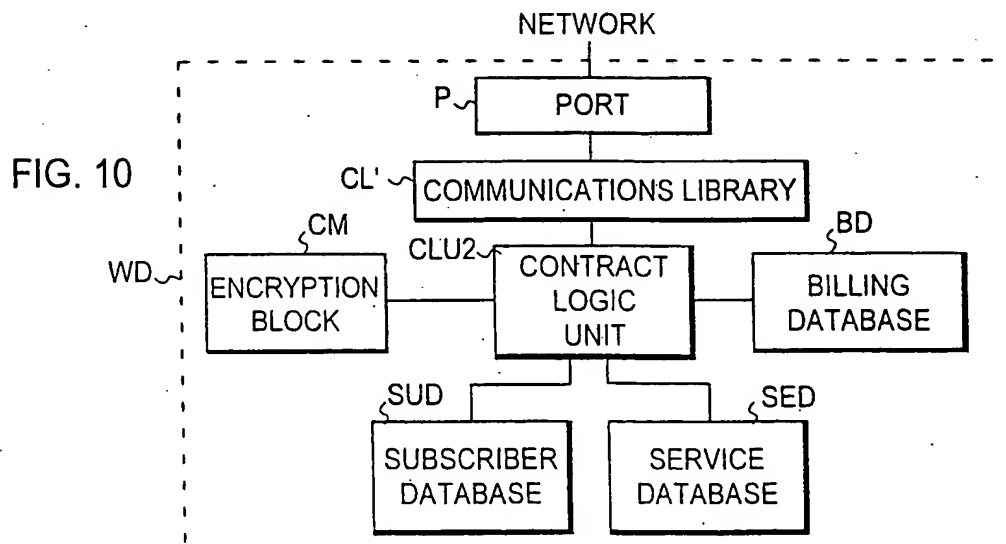 NETWORK
P
PORT
FIG. 10
CL'
COMMUNICATIONS LIBRARY
CM
CLU2
BD
WD
ENCRYPTION
BLOCK
CONTRACT
LOGIC
UNIT
BILLING
DATABASE
SUD
SED
SUBSCRIBER
DATABASE
SERVICE
DATABASE